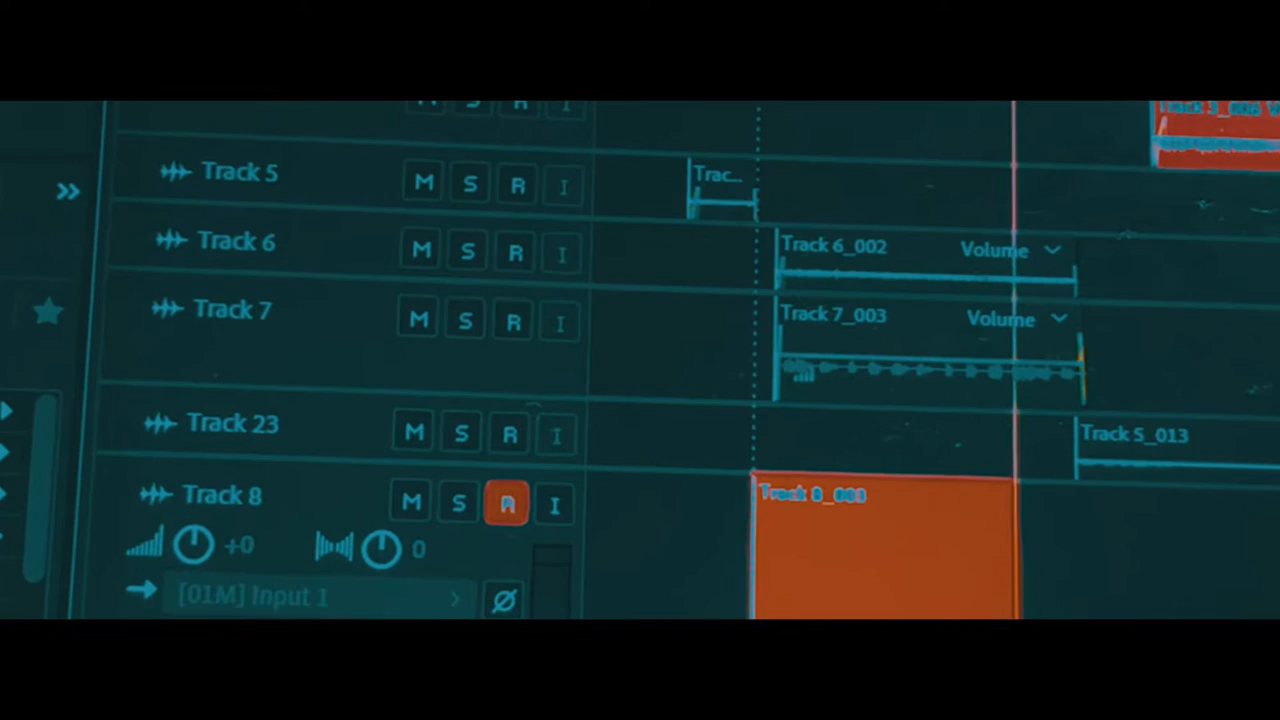 Track 5 M S R I Trac...
Track 6 M S R I Track 6_002 Volume
Track 7 M S R I Track 7_003 Volume
Track 23 M S R I Track 5_013
Track 8 M S R I Track 8_001
+0 0
[01M] Input 1